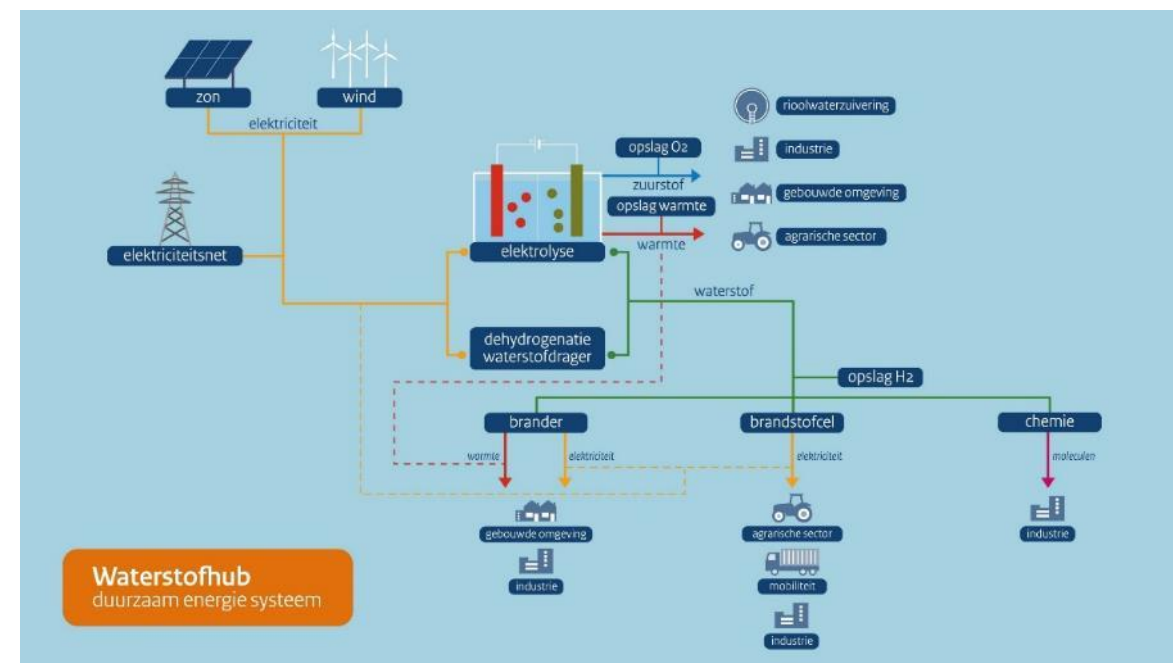 zon
wind
elektriciteit
elektriciteitsnet
opslag O2
zuurstof
opslag warmte
warmte
elektrolyse
rioolwaterzuivering
industrie
gebouwde omgeving
agrarische sector
waterstof
dehydrogenatie
waterstofdrager
opslag H2
brander
brandstofcel
chemie
warmte
elektriciteit
elektriciteit
moleculen
gebouwde omgeving
industrie
agrarische sector
mobiliteit
industrie
industrie
Waterstofhub
duurzaam energie systeem